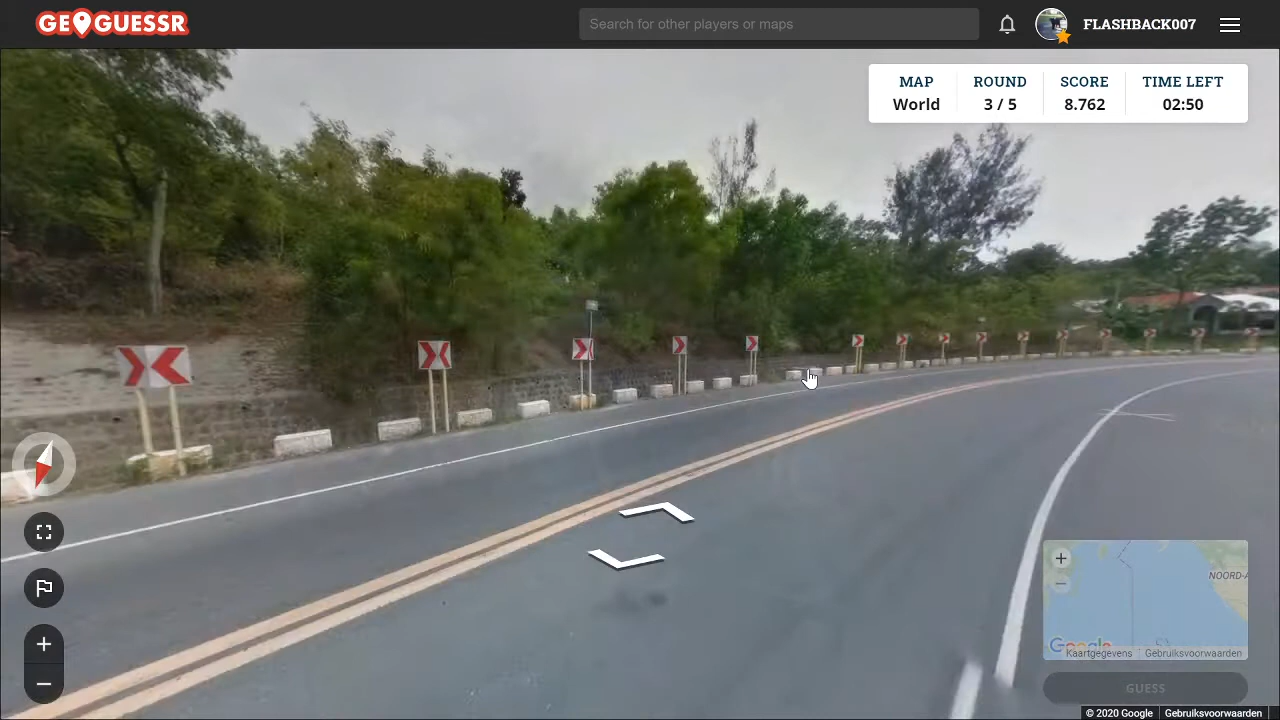 GEOGUESSR
Search for other players or maps
FLASHBACK007
MAP ROUND SCORE TIME LEFT
World 3 / 5 8.762 02:50
NOORD-A
Google
Kaartgegevens Gebruiksvoorwaarden
GUESS
© 2020 Google Gebruiksvoorwaarden